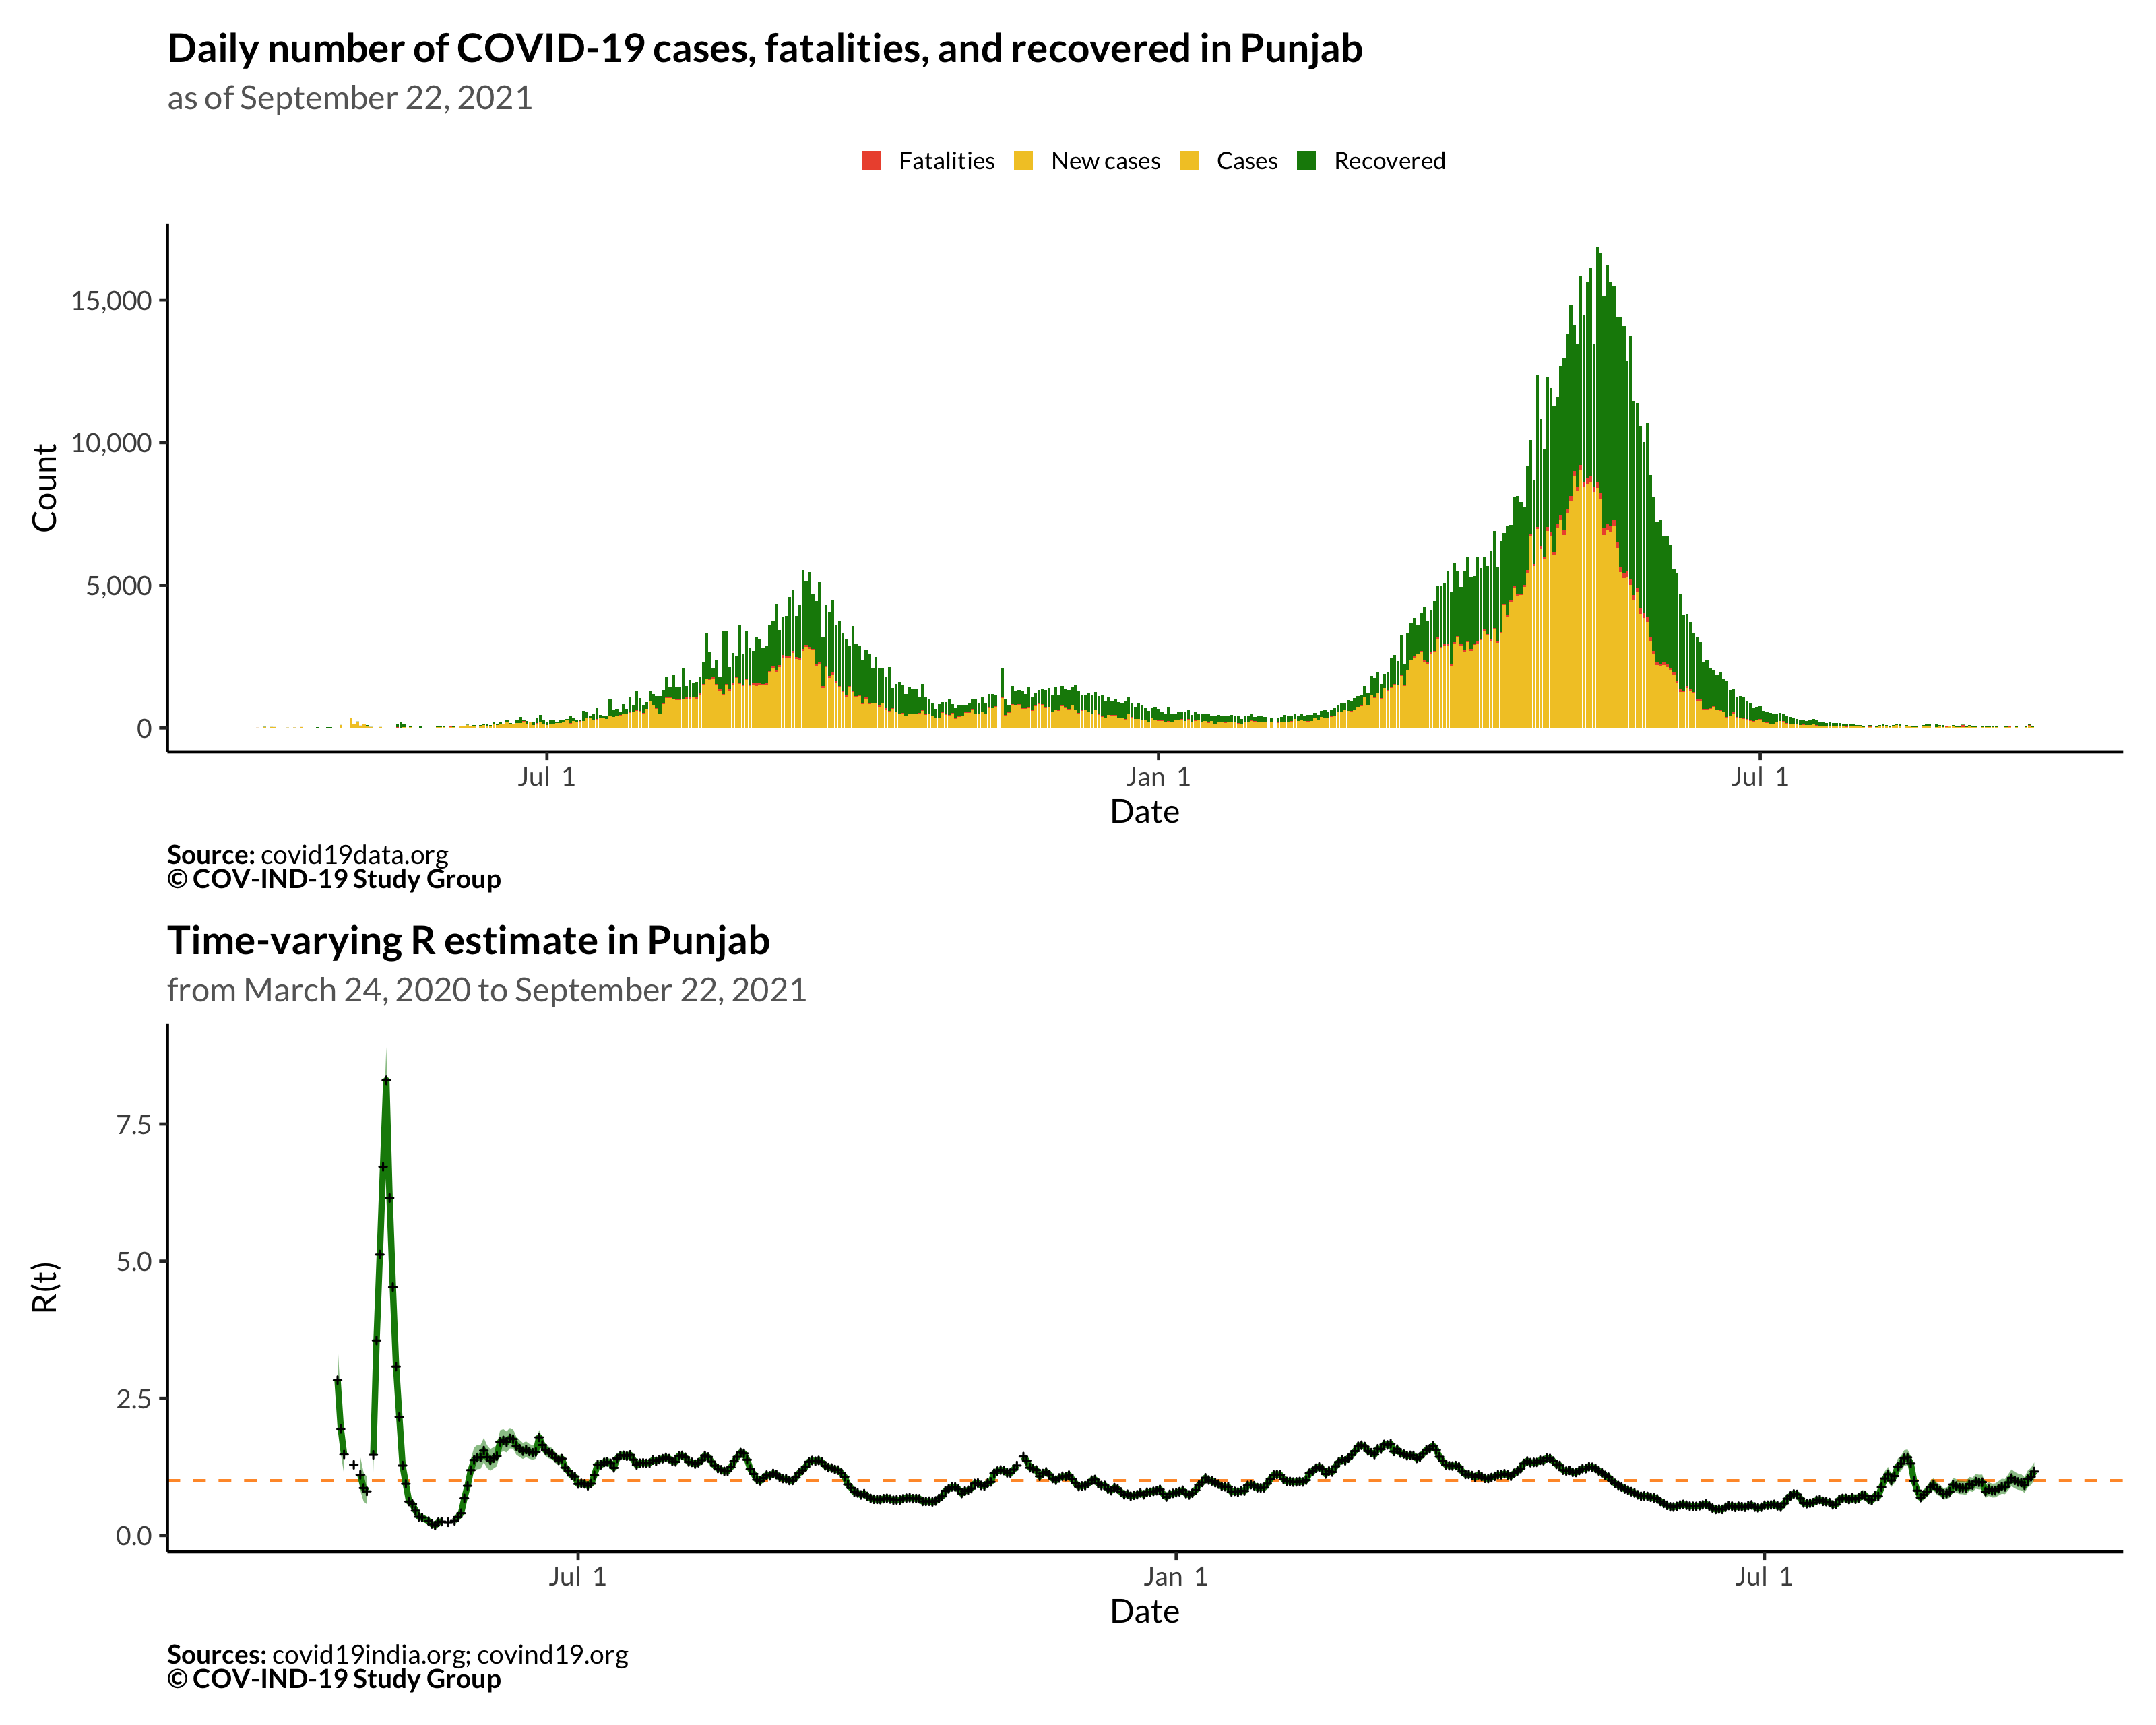 Daily number of COVID-19 cases, fatalities, and recovered in Punjab
as of September 22, 2021
Fatalities New cases Cases Recovered
15,000
10,000
5,000
0
Count
Jul 1 Jan 1 Jul 1
Date
Source: covid19data.org
© COV-IND-19 Study Group
Time-varying R estimate in Punjab
from March 24, 2020 to September 22, 2021
7.5
5.0
2.5
0.0
R(t)
Jul 1 Jan 1 Jul 1
Date
Sources: covid19india.org; covind19.org
© COV-IND-19 Study Group